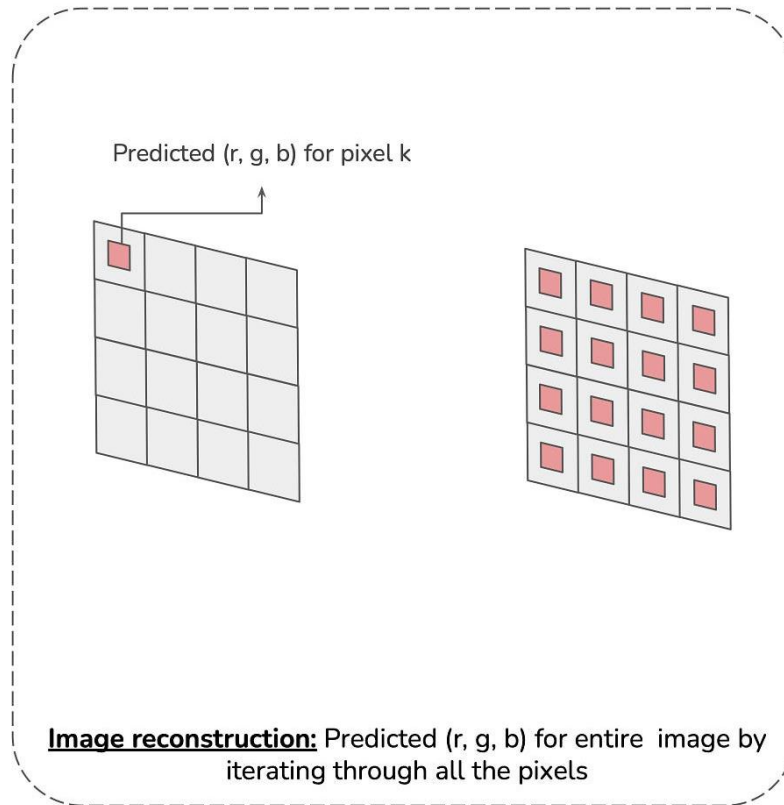 Predicted (r, g, b) for pixel k
Image reconstruction: Predicted (r, g, b) for entire image by
iterating through all the pixels